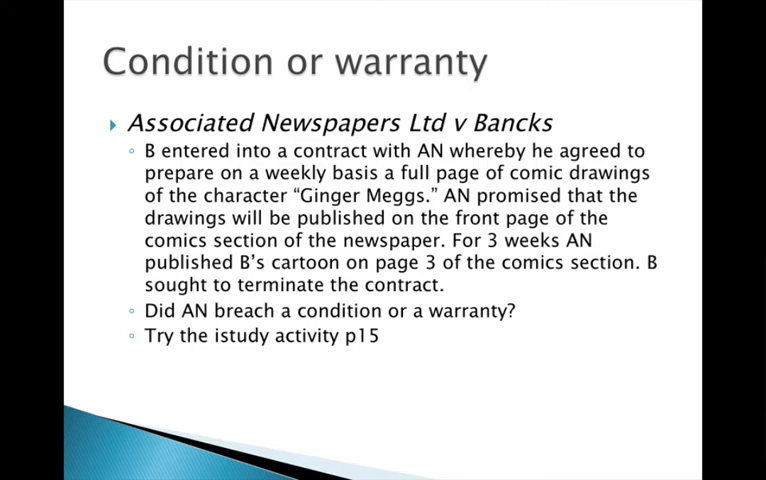 Condition or warranty
Associated Newspapers Ltd v Bancks
B entered into a contract with AN whereby he agreed to
prepare on a weekly basis a full page of comic drawings
of the character “Ginger Meggs.” AN promised that the
drawings will be published on the front page of the
comics section of the newspaper. For 3 weeks AN
published B’s cartoon on page 3 of the comics section. B
sought to terminate the contract.
Did AN breach a condition or a warranty?
Try the istudy activity p15